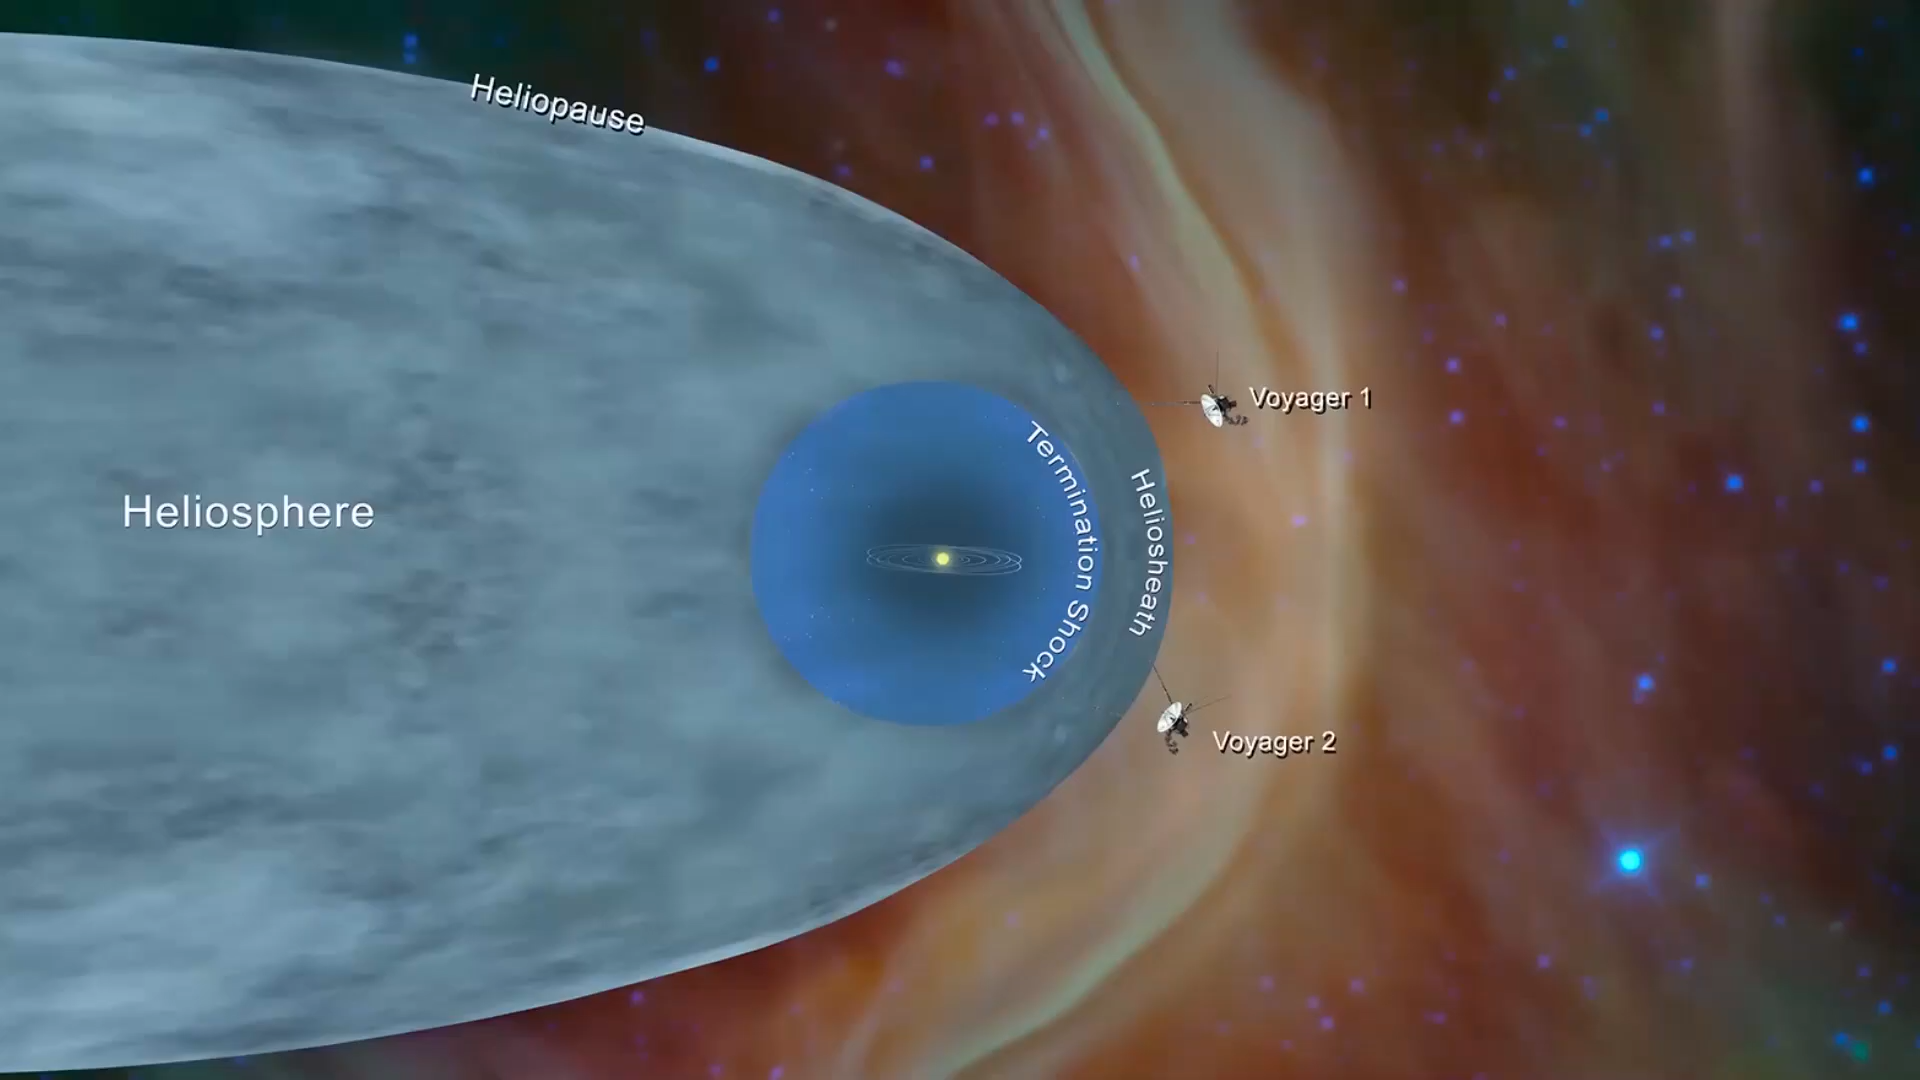 Heliopause
Voyager 1
Termination Shock
Heliosheath
Heliosphere
Voyager 2